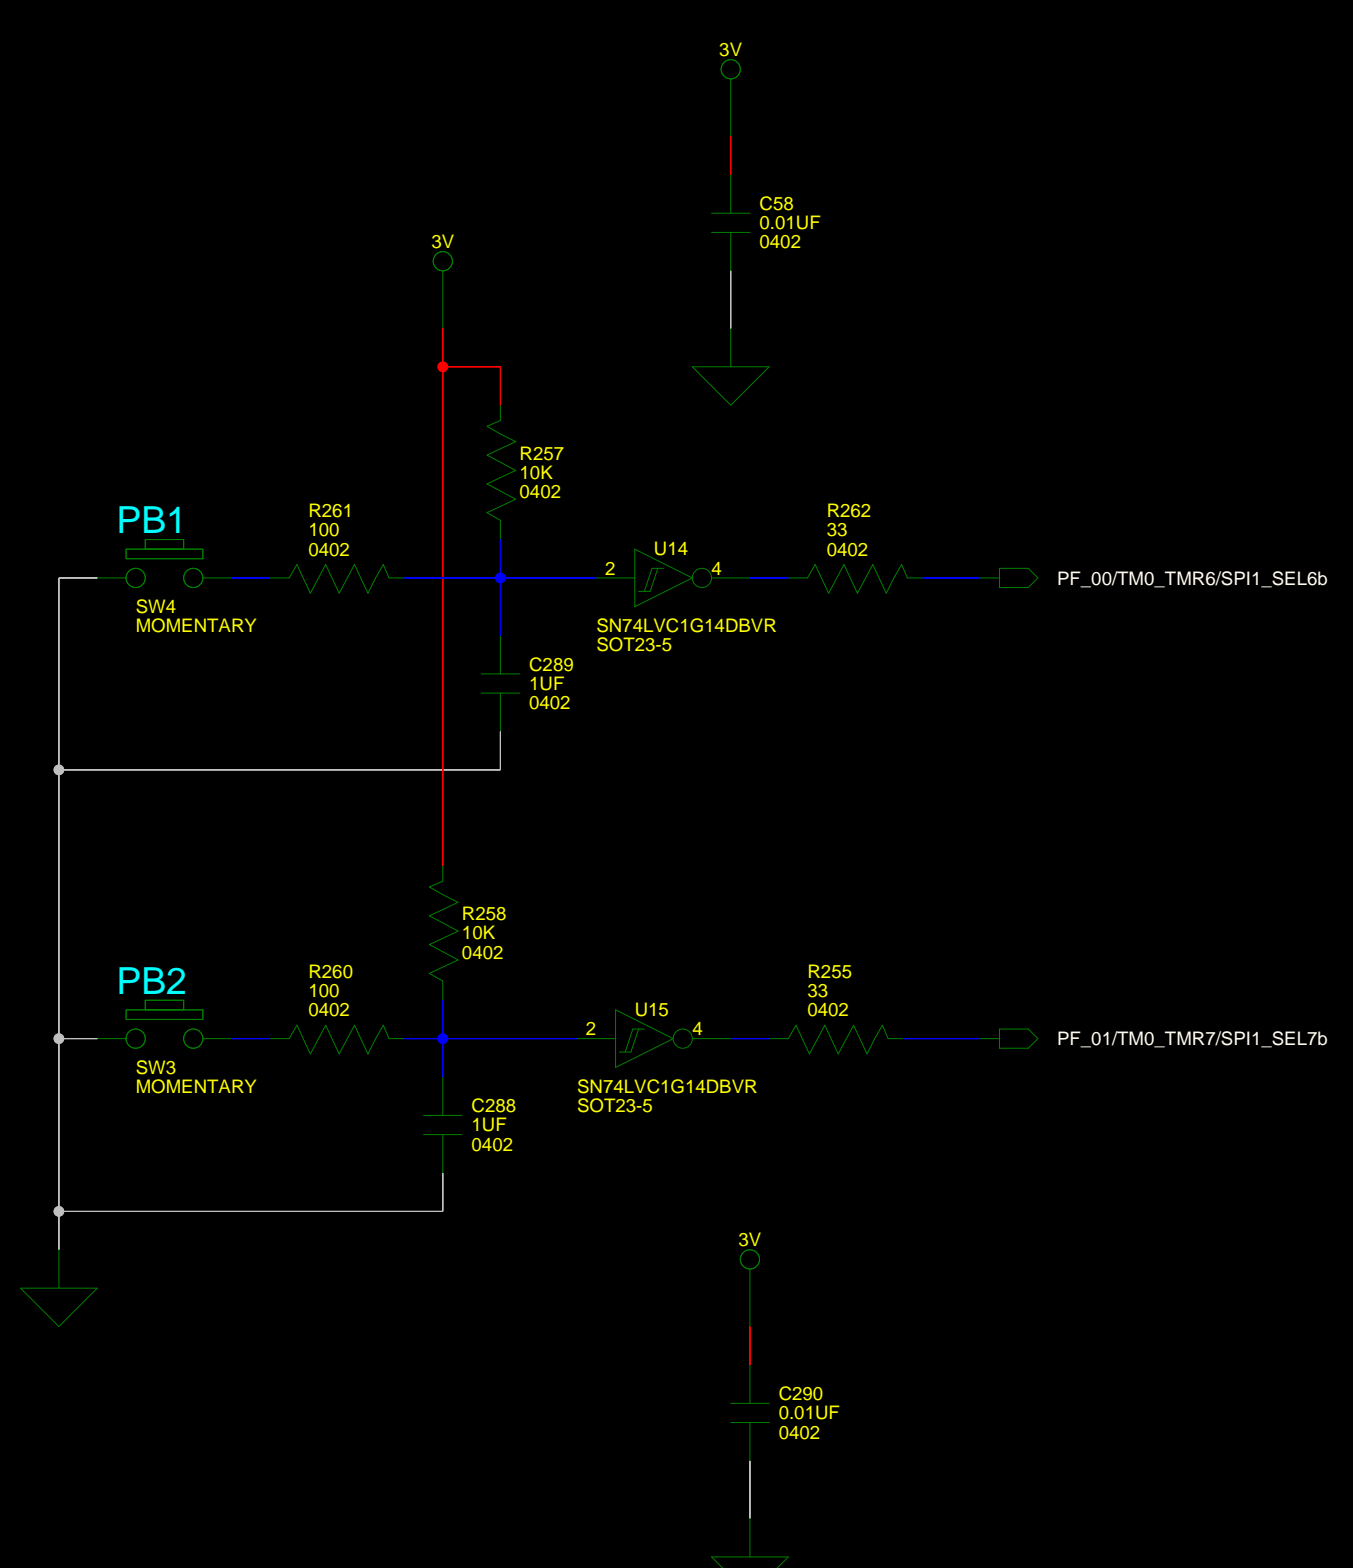 3V
C58
0.01UF
0402
3V
R257
10K
0402
PB1
SW4
MOMENTARY
R261
100
0402
2
U14
4
SN74LVC1G14DBVR
SOT23-5
R262
33
0402
PF_00/TM0_TMR6/SPI1_SEL6b
C289
1UF
0402
R258
10K
0402
PB2
SW3
MOMENTARY
R260
100
0402
2
U15
4
SN74LVC1G14DBVR
SOT23-5
R255
33
0402
PF_01/TM0_TMR7/SPI1_SEL7b
C288
1UF
0402
3V
C290
0.01UF
0402